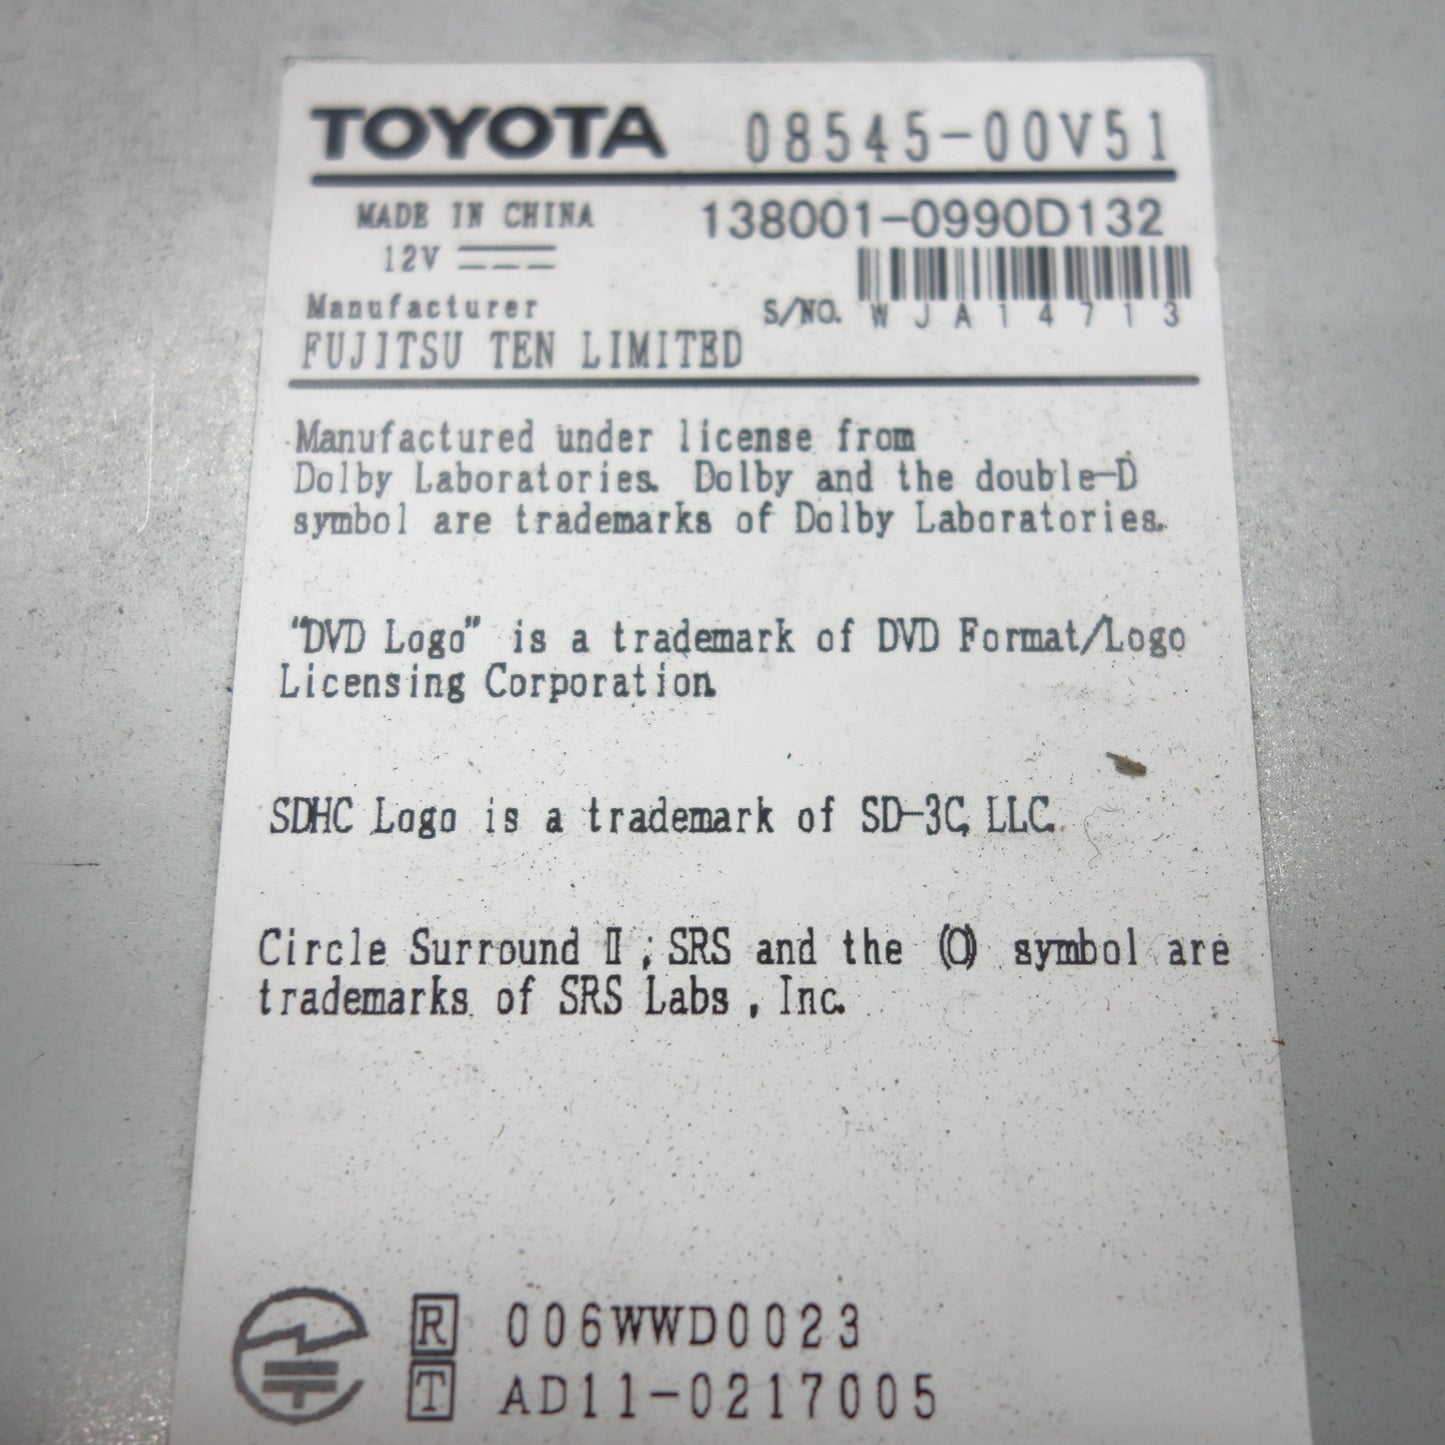 TOYOTA 08545-00V51
MADE IN CHINA 138001-0990D132
12V
Manufacturer S/NO. WJA14713
FUJITSU TEN LIMITED
Manufactured under license from
Dolby Laboratories. Dolby and the double-D
symbol are trademarks of Dolby Laboratories.
"DVD Logo" is a trademark of DVD Format/Logo
Licensing Corporation.
SDHC Logo is a trademark of SD-3C, LLC.
Circle Surround Ⅱ ; SRS and the (O) symbol are
trademarks of SRS Labs , Inc.
R 006WWD0023
T AD11-0217005